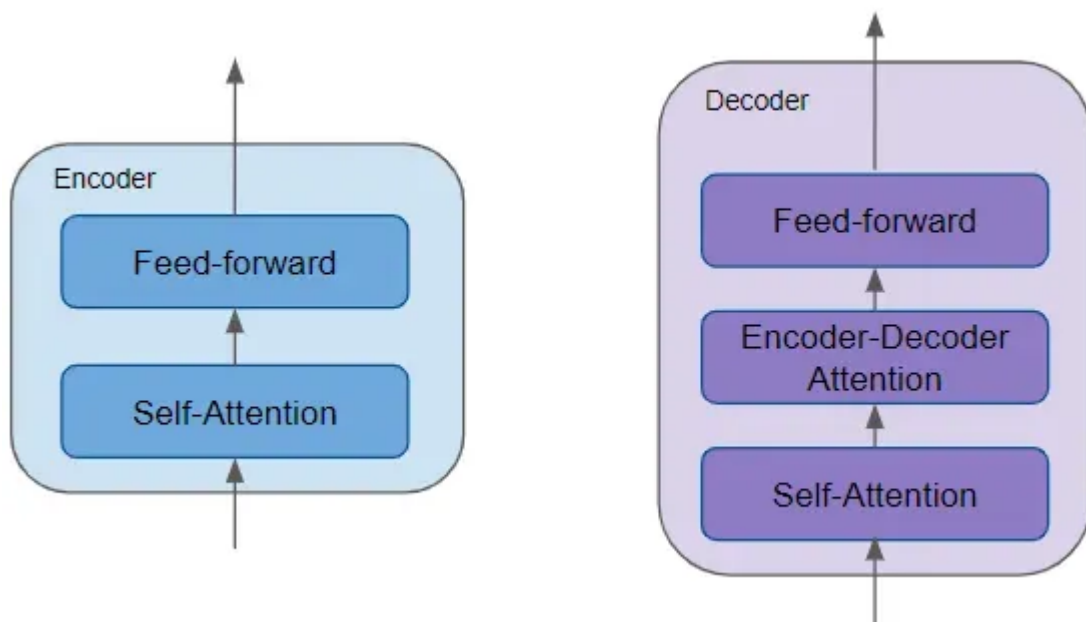 Encoder
Feed-forward
Self-Attention
Decoder
Feed-forward
Encoder-Decoder
Attention
Self-Attention